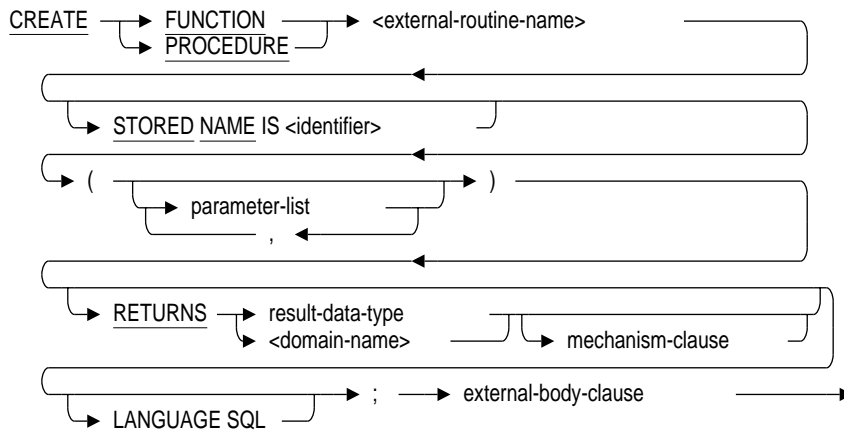 CREATE FUNCTION <external-routine-name>
PROCEDURE
STORED NAME IS <identifier>
( )
parameter-list
,
RETURNS result-data-type
<domain-name> mechanism-clause
; external-body-clause
LANGUAGE SQL